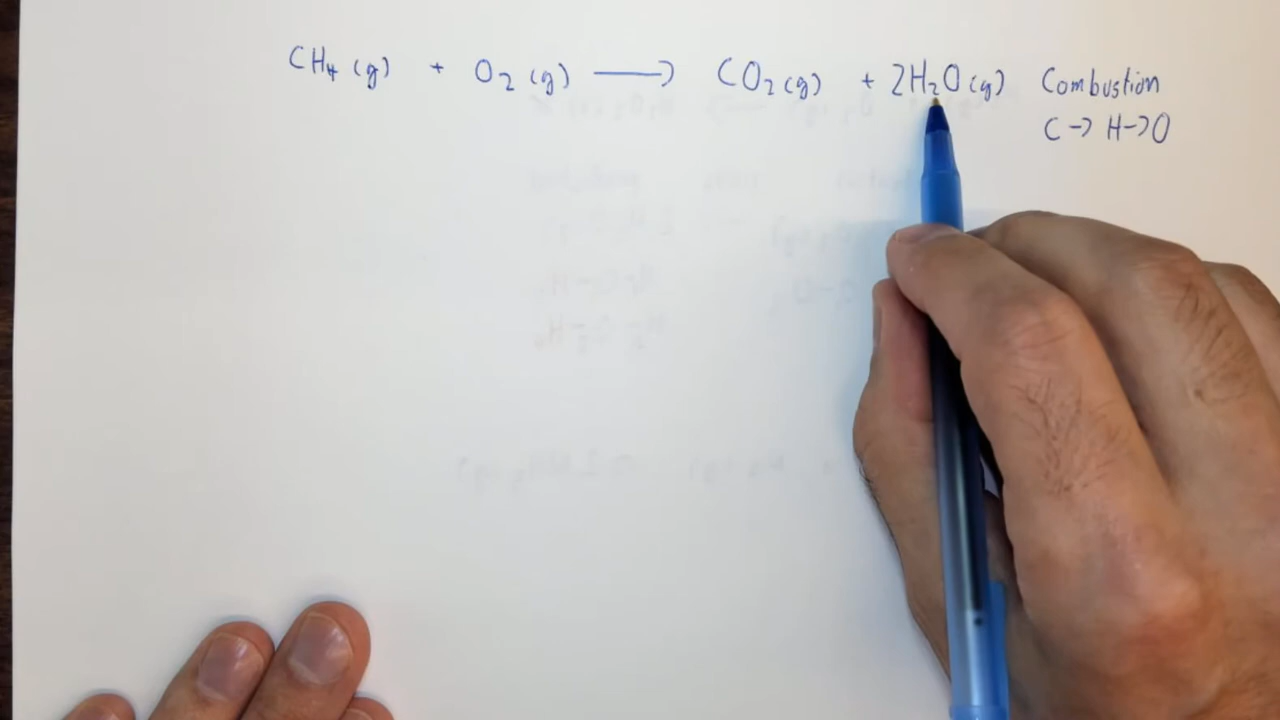 CH₄ (g) + O₂ (g) ⟶ CO₂ (g) + 2H₂O (g) Combustion
C → H → O